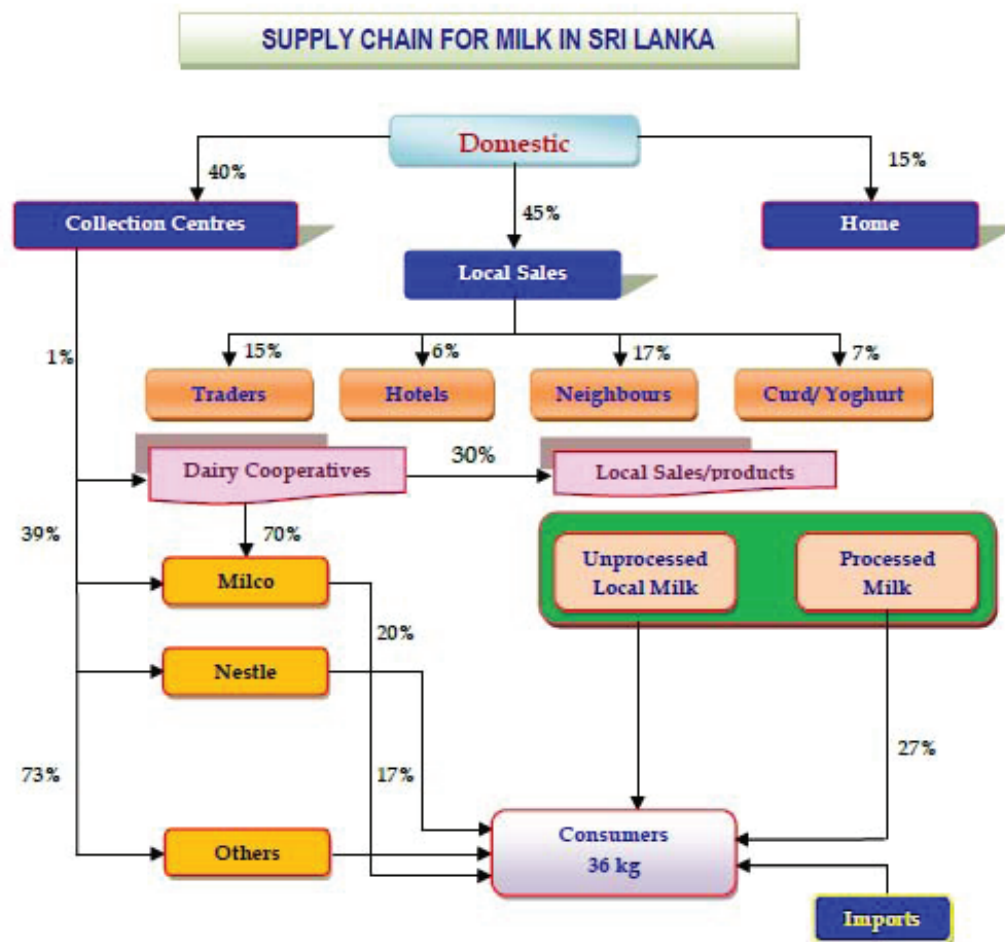 SUPPLY CHAIN FOR MILK IN SRI LANKA
Domestic
40%
15%
Collection Centres
45%
Home
Local Sales
1%
15%
6%
17%
7%
Traders
Hotels
Neighbours
Curd/ Yoghurt
Dairy Cooperatives
30%
Local Sales/products
39%
70%
Milco
Unprocessed
Local Milk
Processed
Milk
20%
Nestle
73%
17%
27%
Others
Consumers
36 kg
Imports